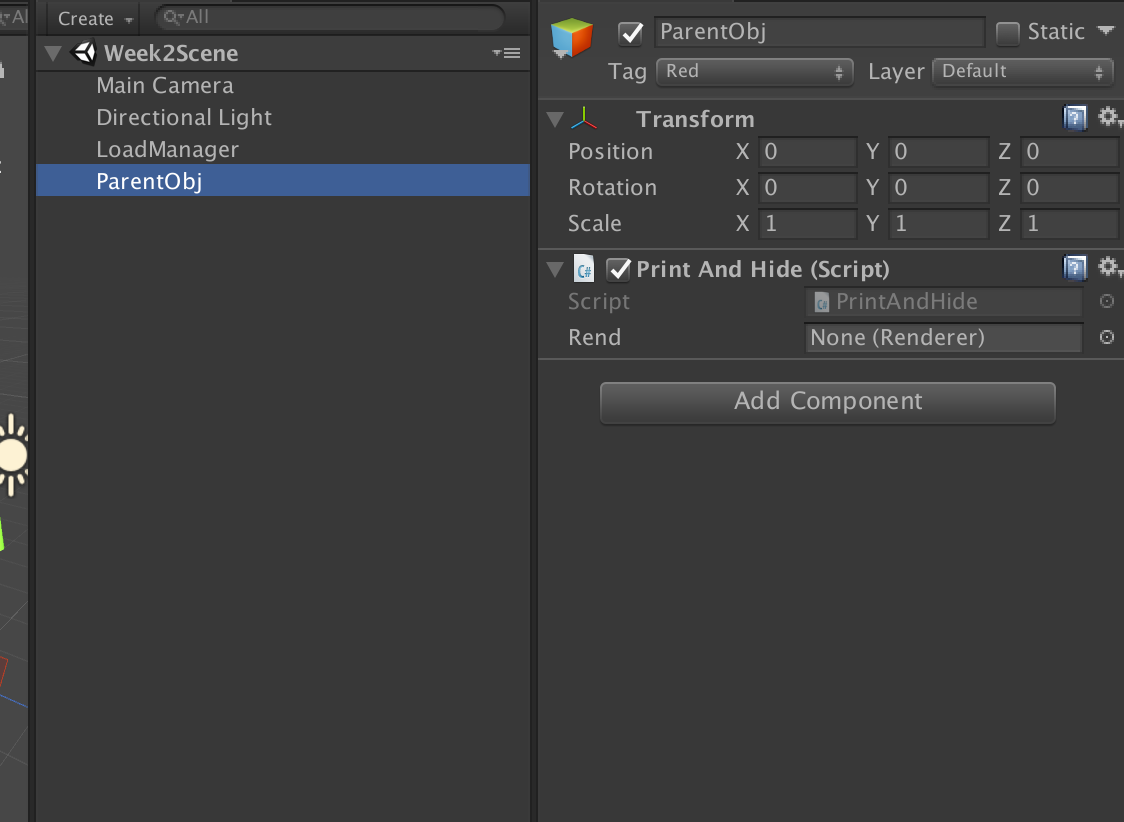 Create
All
Week2Scene
Main Camera
Directional Light
LoadManager
ParentObj
ParentObj
Static
Tag Red Layer Default
Transform
Position X 0 Y 0 Z 0
Rotation X 0 Y 0 Z 0
Scale X 1 Y 1 Z 1
C# Print And Hide (Script)
Script PrintAndHide
Rend None (Renderer)
Add Component